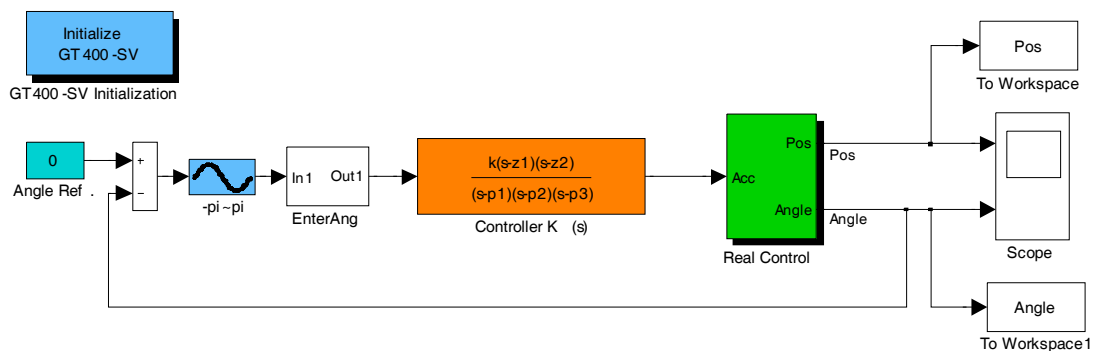 Initialize
GT400 -SV
GT400 -SV Initialization
0
Angle Ref .
+
−
-pi ~pi
In1 Out1
EnterAng
k(s-z1)(s-z2)
(s-p1)(s-p2)(s-p3)
Controller K (s)
Acc
Pos
Angle
Real Control
Pos
Angle
Pos
To Workspace
Scope
Angle
To Workspace1